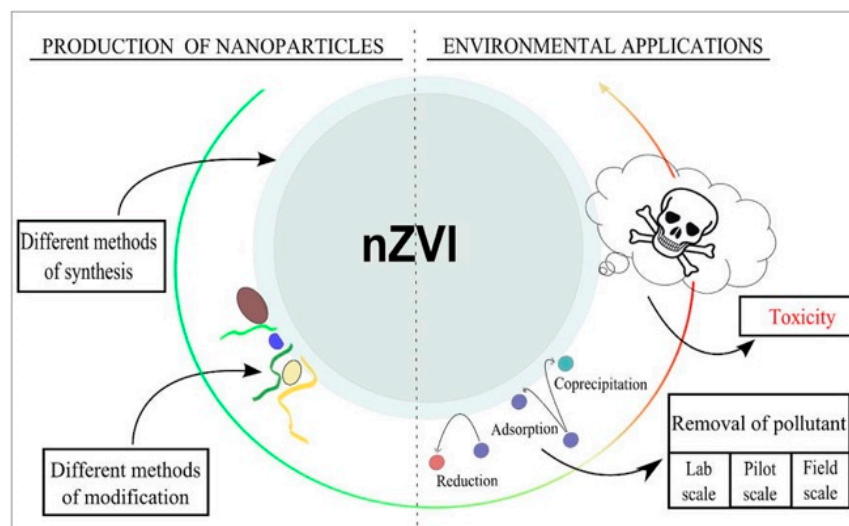 PRODUCTION OF NANOPARTICLES
ENVIRONMENTAL APPLICATIONS
nZVI
Different methods
of synthesis
Different methods
of modification
Toxicity
Coprecipitation
Adsorption
Reduction
Removal of pollutant
Lab
scale
Pilot
scale
Field
scale